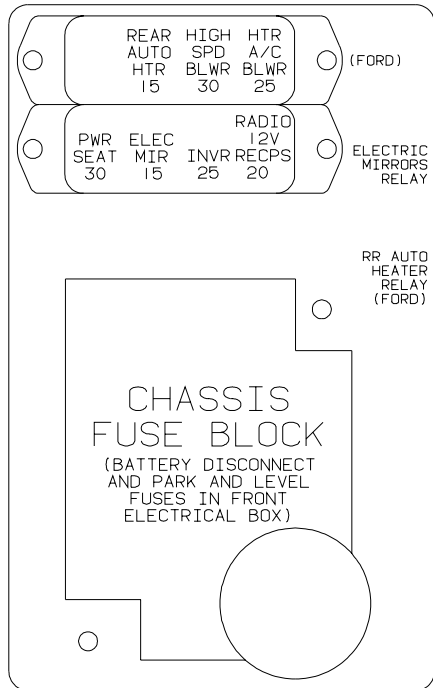 REAR HIGH HTR
AUTO SPD A/C
HTR BLWR BLWR
15 30 25
(FORD)
RADIO
PWR ELEC 12V
SEAT MIR INVR RECPS
30 15 25 20
ELECTRIC
MIRRORS
RELAY
RR AUTO
HEATER
RELAY
(FORD)
CHASSIS
FUSE BLOCK
(BATTERY DISCONNECT
AND PARK AND LEVEL
FUSES IN FRONT
ELECTRICAL BOX)